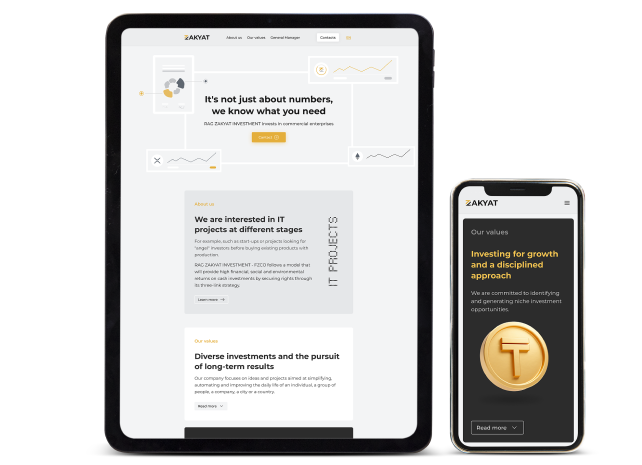 ZAKYAT
About us Our values General Manager Contacts
It's not just about numbers,
we know what you need
RAG ZAKYAT INVESTMENT invests in commercial enterprises
About us
We are interested in IT
projects at different stages
For example, such as start-ups or projects looking for
"angel" investors before buying existing products with
production.
RAG ZAKYAT INVESTMENT - FZCO follows a model that
will provide high financial, social and environmental
returns on cash investments by securing rights through
its three-link strategy.
Learn more
IT PROJECTS
Our values
Diverse investments and the pursuit
of long-term results
Our company focuses on ideas and projects aimed at simplifying,
automating and improving the daily life of an individual, a group of
people, a company, a city or a country.
Read more
ZAKYAT
Our values
Investing for growth
and a disciplined
approach
We are committed to identifying
and generating niche investment
opportunities.
T
Read more